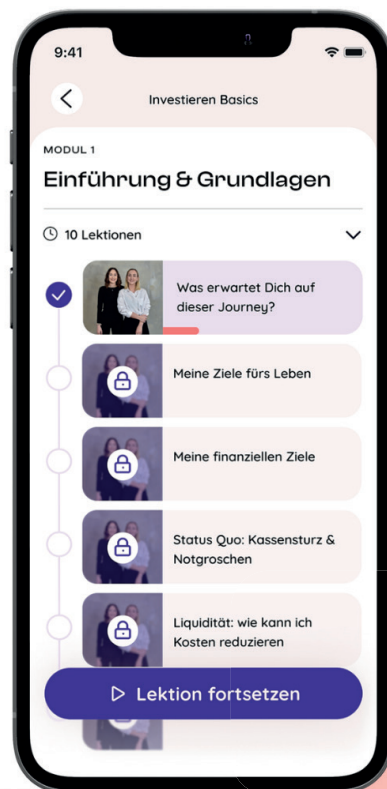 9:41
Investieren Basics
MODUL 1
Einführung & Grundlagen
10 Lektionen
Was erwartet Dich auf
dieser Journey?
Meine Ziele fürs Leben
Meine finanziellen Ziele
Status Quo: Kassensturz &
Notgroschen
Liquidität: wie kann ich
Kosten reduzieren
Lektion fortsetzen